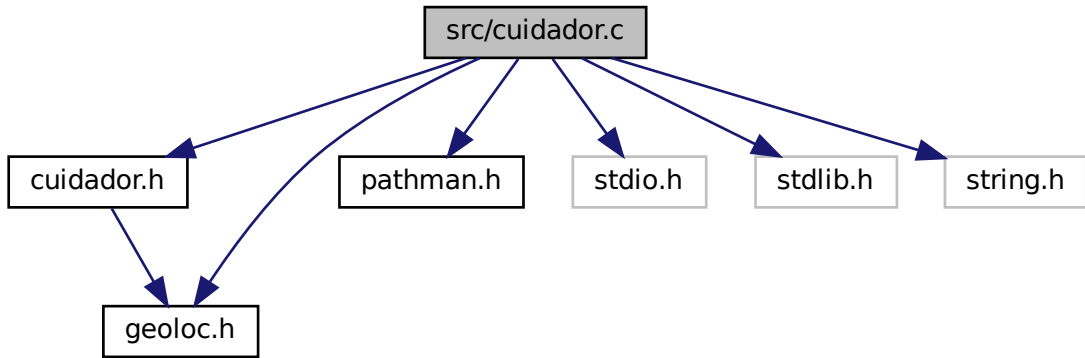 src/cuidador.c
cuidador.h
pathman.h
stdio.h
stdlib.h
string.h
geoloc.h